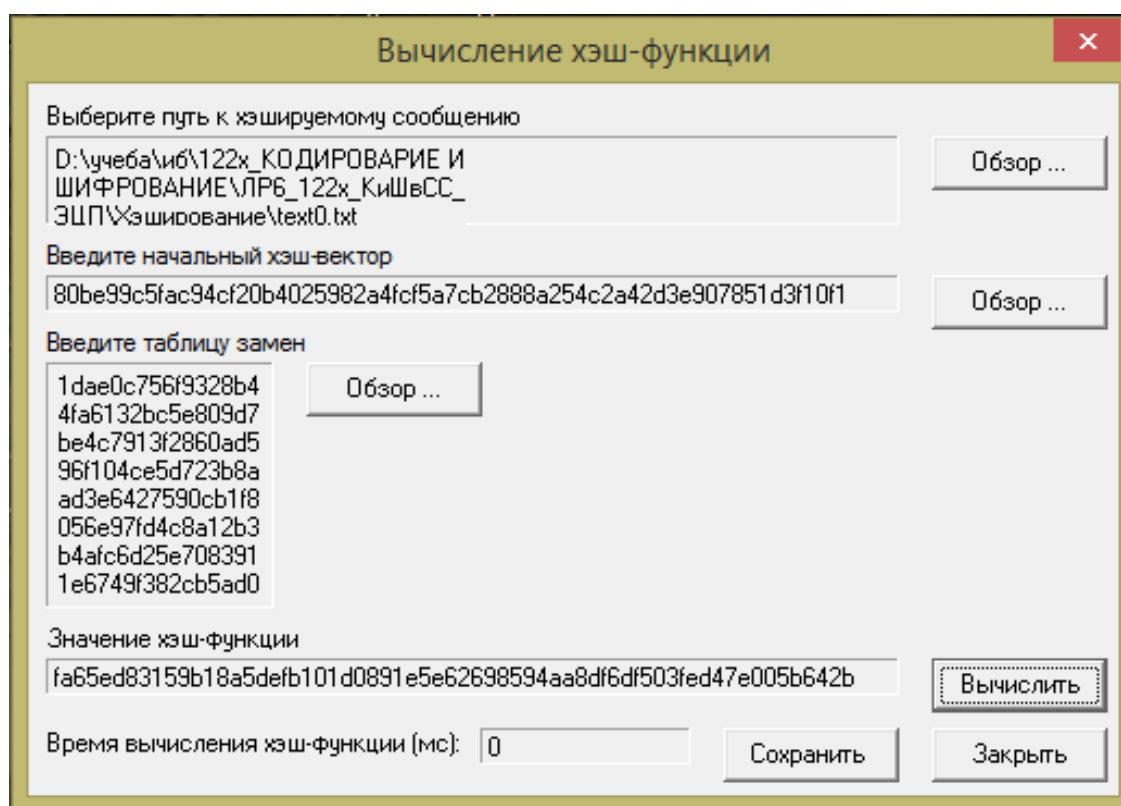 Вычисление хэш-функции
Выберите путь к хэшируемому сообщению
D:\учеба\иб\122x_КОДИРОВАРИЕ И
ШИФРОВАНИЕ\ЛР6_122x_КиШвСС_
ЭЦП\Хэширование\text0.txt
Обзор ...
Введите начальный хэш-вектор
80be99c5fac94cf20b4025982a4fcf5a7cb2888a254c2a42d3e907851d3f10f1
Обзор ...
Введите таблицу замен
1dae0c756f9328b4
4fa6132bc5e809d7
be4c7913f2860ad5
96f104ce5d723b8a
ad3e6427590cb1f8
056e97fd4c8a12b3
b4afc6d25e708391
1e6749f382cb5ad0
Обзор ...
Значение хэш-функции
fa65ed83159b18a5defb101d0891e5e62698594aa8df6df503fed47e005b642b
Вычислить
Время вычисления хэш-функции (мс): 0
Сохранить
Закрыть